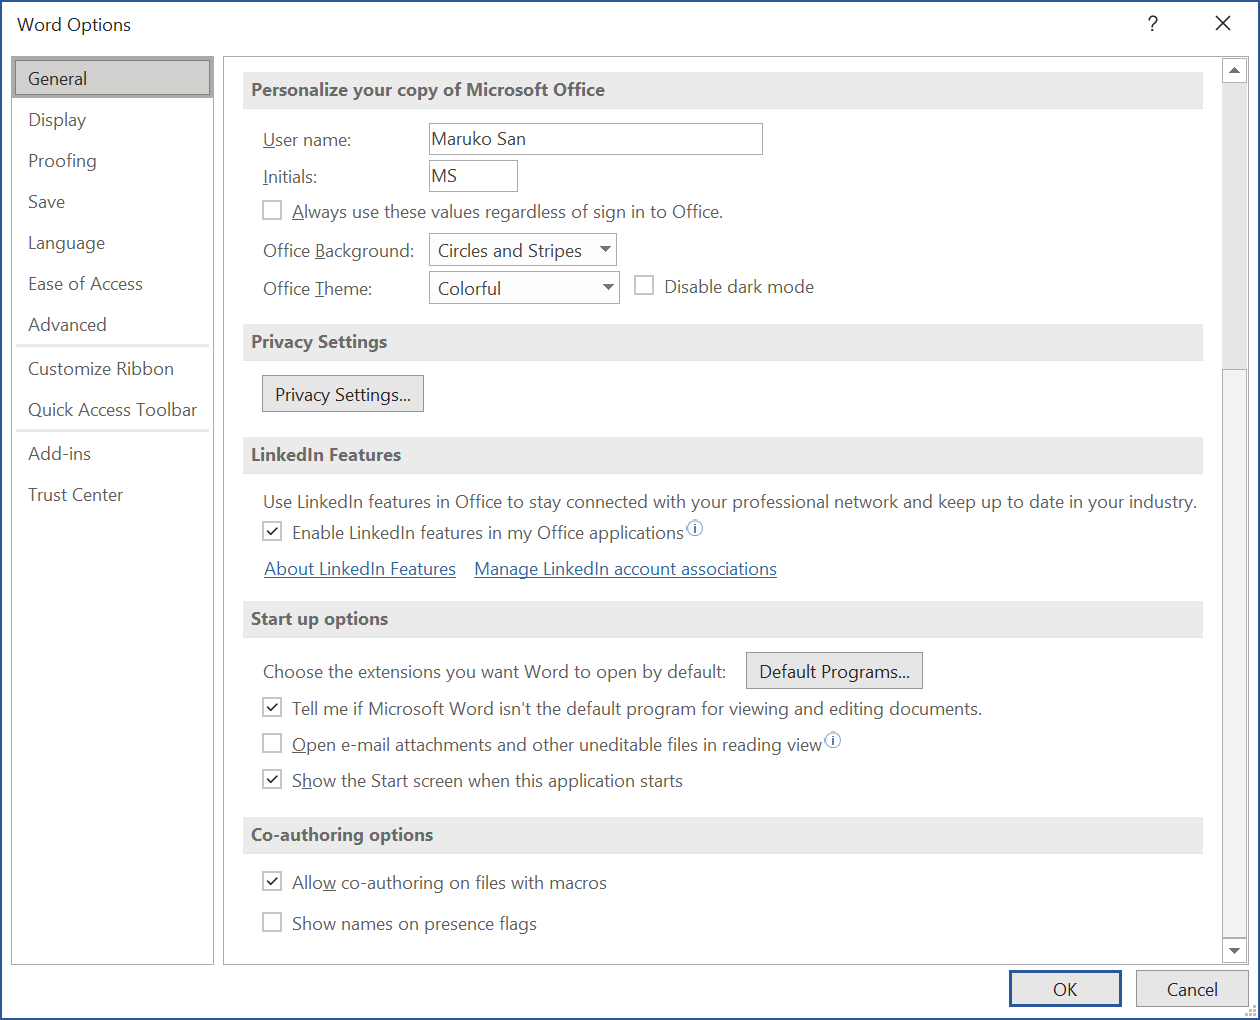 Word Options
?
General
Display
Proofing
Save
Language
Ease of Access
Advanced
Customize Ribbon
Quick Access Toolbar
Add-ins
Trust Center
Personalize your copy of Microsoft Office
User name: Maruko San
Initials: MS
Always use these values regardless of sign in to Office.
Office Background: Circles and Stripes
Office Theme: Colorful Disable dark mode
Privacy Settings
Privacy Settings...
LinkedIn Features
Use LinkedIn features in Office to stay connected with your professional network and keep up to date in your industry.
Enable LinkedIn features in my Office applications
About LinkedIn Features Manage LinkedIn account associations
Start up options
Choose the extensions you want Word to open by default: Default Programs...
Tell me if Microsoft Word isn't the default program for viewing and editing documents.
Open e-mail attachments and other uneditable files in reading view
Show the Start screen when this application starts
Co-authoring options
Allow co-authoring on files with macros
Show names on presence flags
OK Cancel